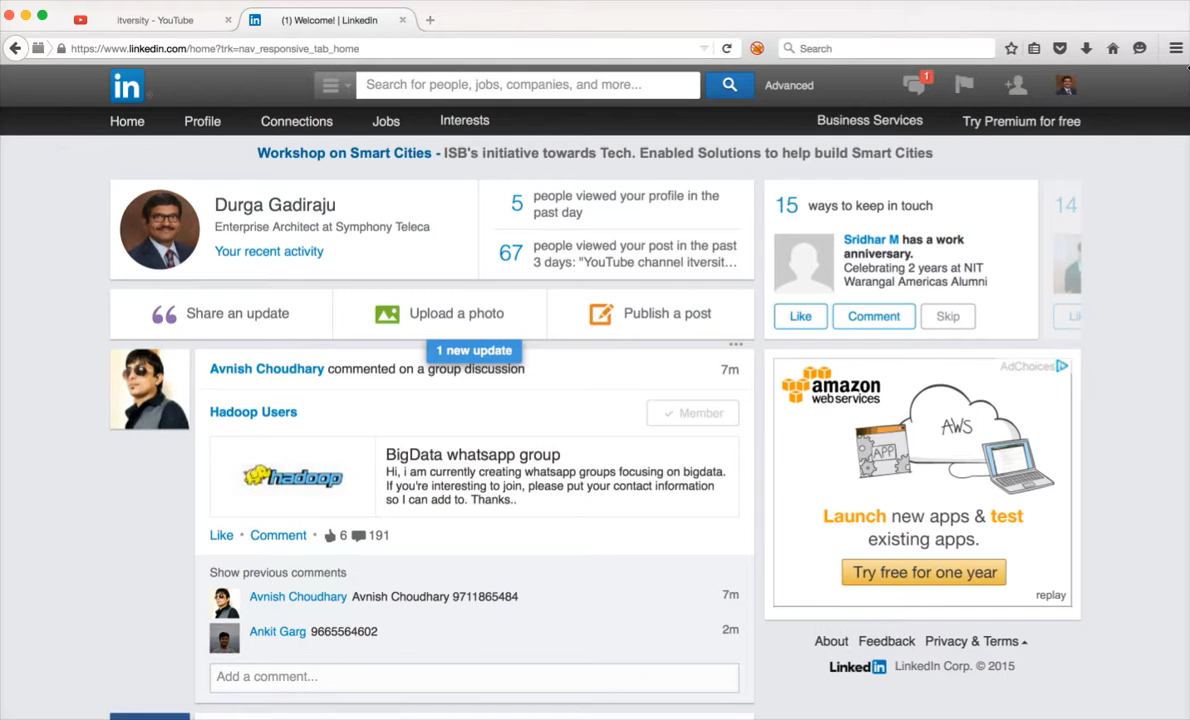 itversity - YouTube
(1) Welcome! | LinkedIn
https://www.linkedin.com/home?trk=nav_responsive_tab_home
Search
in
Search for people, jobs, companies, and more...
Advanced
1
Home
Profile
Connections
Jobs
Interests
Business Services
Try Premium for free
Workshop on Smart Cities - ISB's initiative towards Tech. Enabled Solutions to help build Smart Cities
Durga Gadiraju
Enterprise Architect at Symphony Teleca
Your recent activity
5 people viewed your profile in the
past day
67 people viewed your post in the past
3 days: "YouTube channel itversit...
15 ways to keep in touch
14
Sridhar M has a work
anniversary.
Celebrating 2 years at NIT
Warangal Americas Alumni
Like
Comment
Skip
Share an update
Upload a photo
Publish a post
1 new update
Avnish Choudhary commented on a group discussion
7m
Hadoop Users
Member
hadoop
BigData whatsapp group
Hi, i am currently creating whatsapp groups focusing on bigdata.
If you're interesting to join, please put your contact information
so I can add to. Thanks..
Like • Comment • 6 191
Show previous comments
Avnish Choudhary Avnish Choudhary 9711865484
7m
Ankit Garg 9665564602
2m
Add a comment...
AdChoices
amazon
web services
AWS
APP
Launch new apps & test
existing apps.
Try free for one year
replay
About Feedback Privacy & Terms
Linked in LinkedIn Corp. © 2015